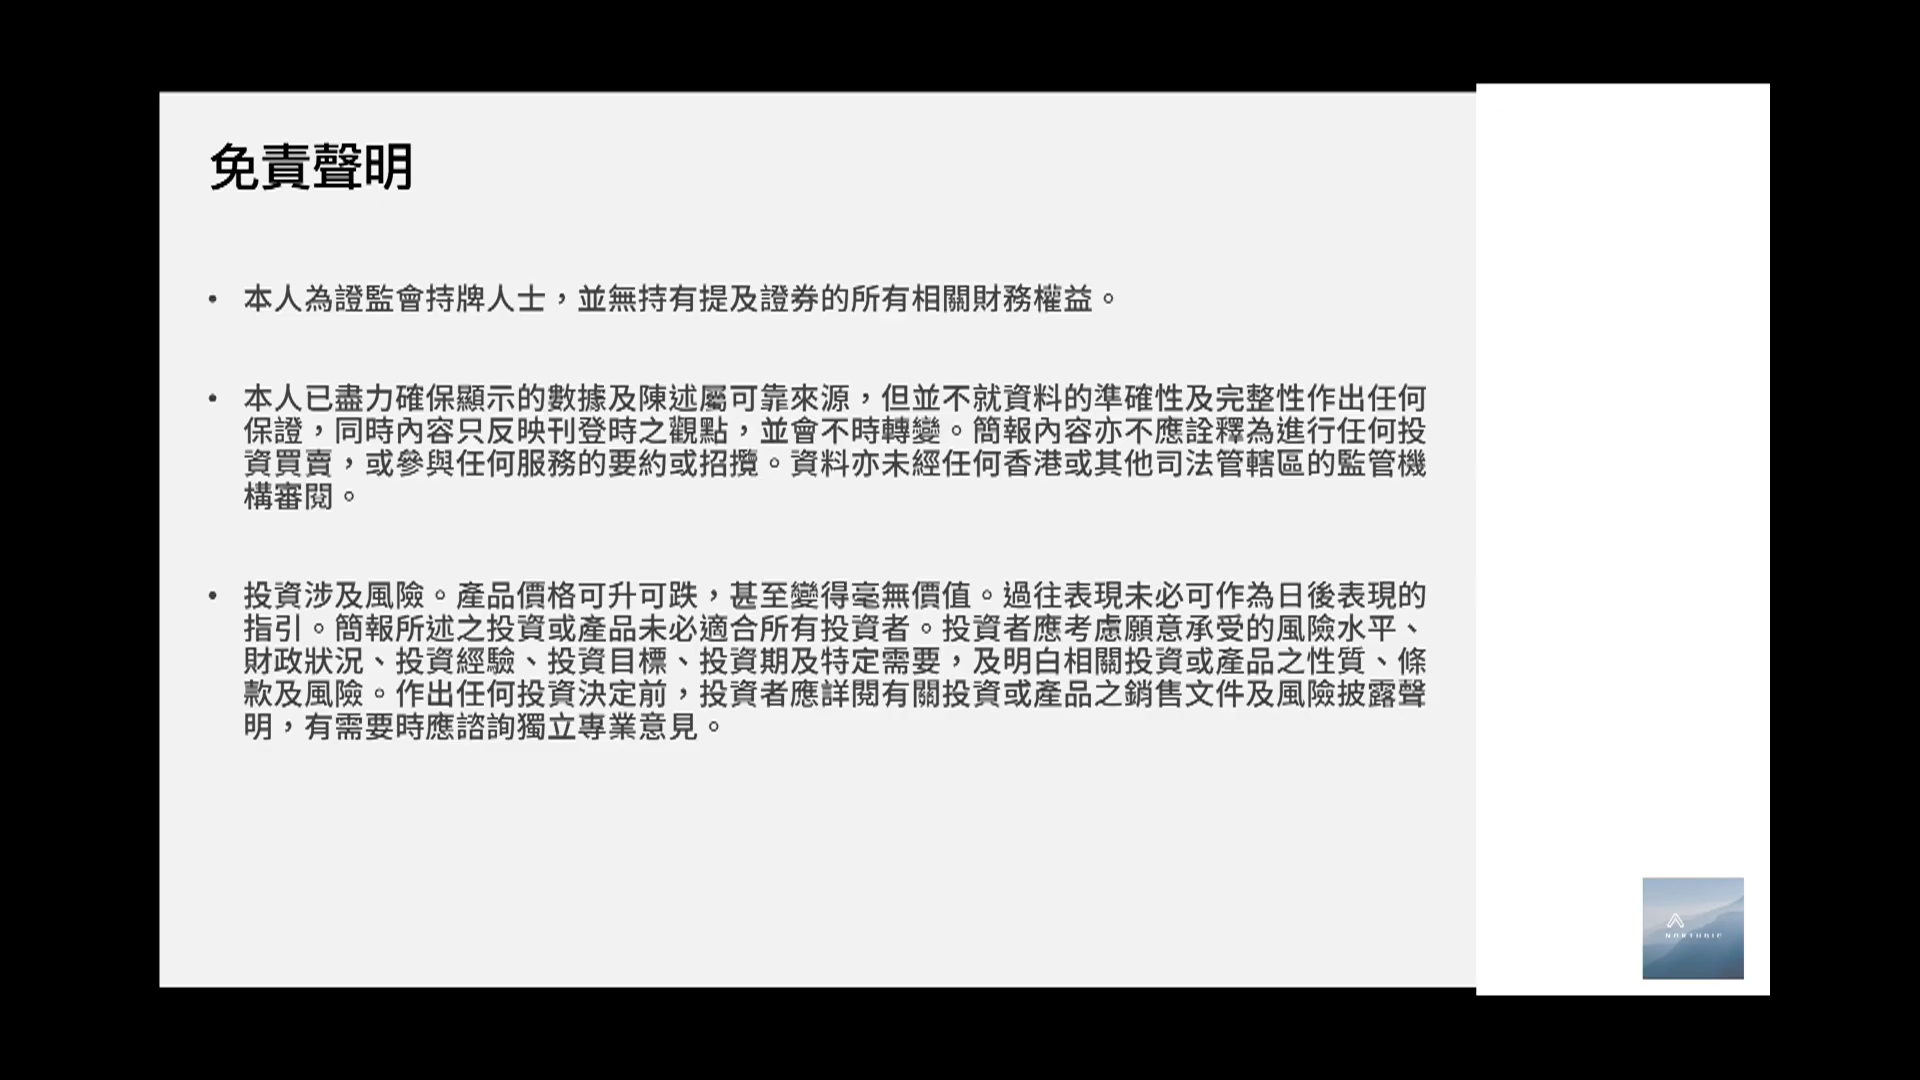 免責聲明
• 本人為證監會持牌人士，並無持有提及證券的所有相關財務權益。
• 本人已盡力確保顯示的數據及陳述屬可靠來源，但並不就資料的準確性及完整性作出任何
保證，同時內容只反映刊登時之觀點，並會不時轉變。簡報內容亦不應詮釋為進行任何投
資買賣，或參與任何服務的要約或招攬。資料亦未經任何香港或其他司法管轄區的監管機
構審閱。
• 投資涉及風險。產品價格可升可跌，甚至變得毫無價值。過往表現未必可作為日後表現的
指引。簡報所述之投資或產品未必適合所有投資者。投資者應考慮願意承受的風險水平、
財政狀況、投資經驗、投資目標、投資期及特定需要，及明白相關投資或產品之性質、條
款及風險。作出任何投資決定前，投資者應詳閱有關投資或產品之銷售文件及風險披露聲
明，有需要時應諮詢獨立專業意見。